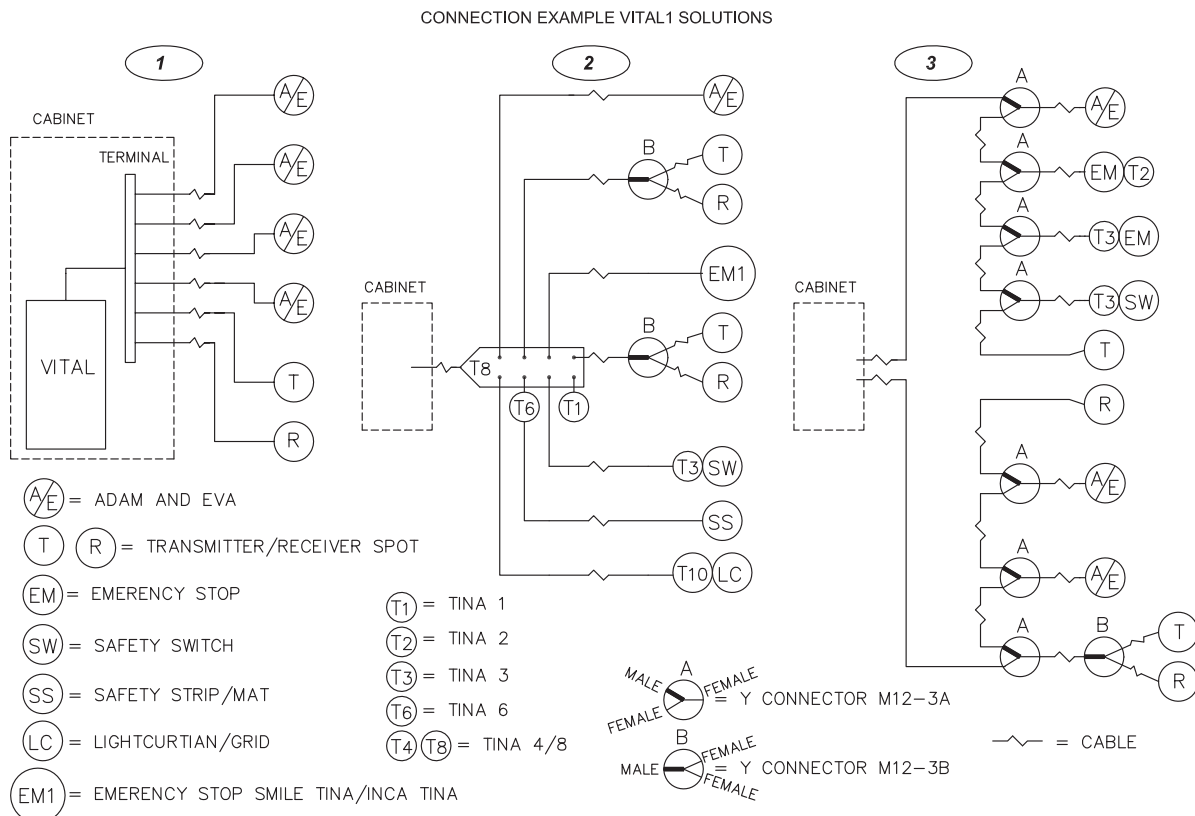 CONNECTION EXAMPLE VITAL1 SOLUTIONS
1
CABINET
TERMINAL
VITAL
A/E
A/E
A/E
A/E
T
R
2
CABINET
T8
A/E
B
T
R
EM1
B
T
R
T6
T1
T3 SW
SS
T10 LC
3
CABINET
A
A/E
A
EM T2
A
T3 EM
A
T3 SW
T
R
A
A/E
A
A/E
A
B
T
R
A/E = ADAM AND EVA
T R = TRANSMITTER/RECEIVER SPOT
EM = EMERENCY STOP
SW = SAFETY SWITCH
SS = SAFETY STRIP/MAT
LC = LIGHTCURTIAN/GRID
EM1 = EMERENCY STOP SMILE TINA/INCA TINA
T1 = TINA 1
T2 = TINA 2
T3 = TINA 3
T6 = TINA 6
T4 T8 = TINA 4/8
A
MALE FEMALE
FEMALE
= Y CONNECTOR M12-3A
B
MALE FEMALE
FEMALE
= Y CONNECTOR M12-3B
= CABLE